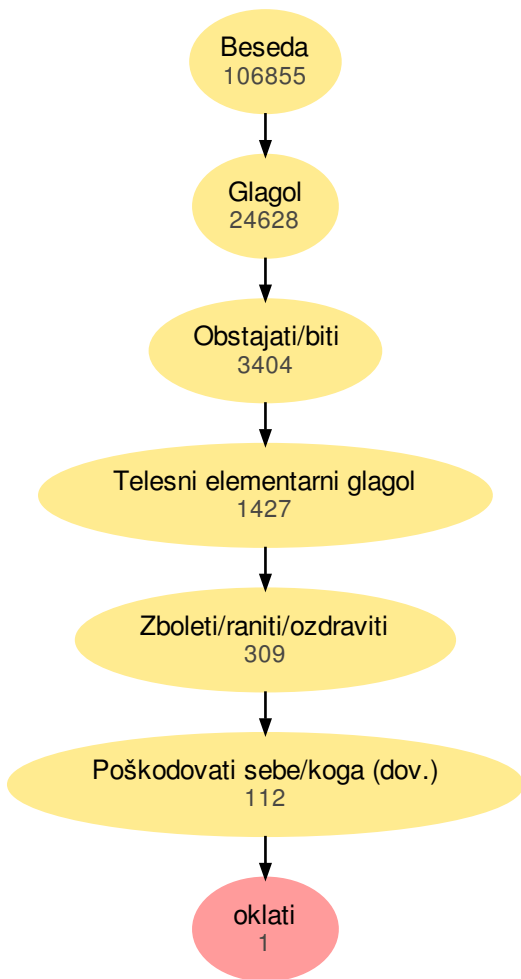 Beseda
106855
Glagol
24628
Obstajati/biti
3404
Telesni elementarni glagol
1427
Zboleti/raniti/ozdraviti
309
Poškodovati sebe/koga (dov.)
112
oklati
1